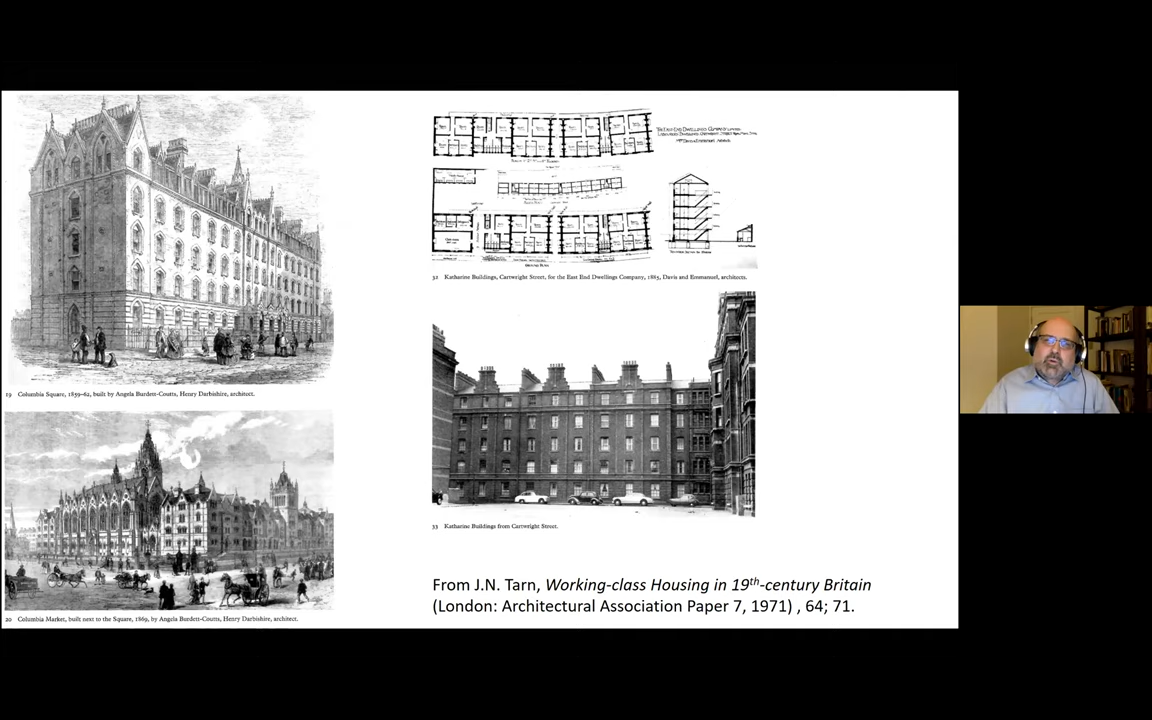 19 Columbia Square, 1859–62, built by Angela Burdett-Coutts, Henry Darbishire, architect.
20 Columbia Market, built next to the Square, 1869, by Angela Burdett-Coutts, Henry Darbishire, architect.
32 Katharine Buildings, Cartwright Street, for the East End Dwellings Company, 1885, Davis and Emmanuel, architects.
33 Katharine Buildings from Cartwright Street.
From J.N. Tarn, Working-class Housing in 19th-century Britain
(London: Architectural Association Paper 7, 1971) , 64; 71.